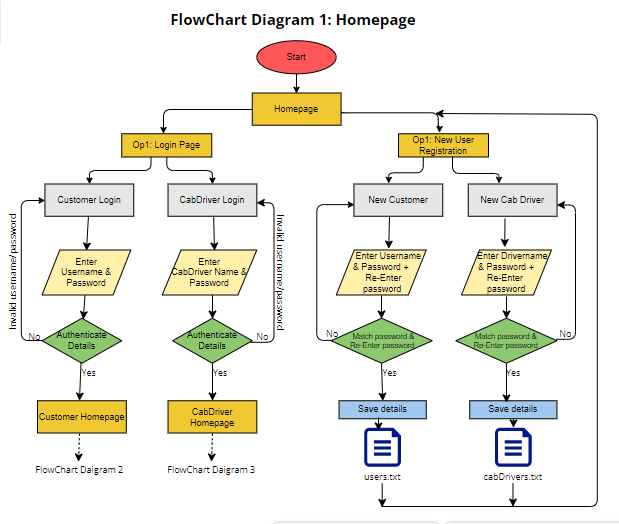 FlowChart Diagram 1: Homepage
Start
Homepage
Op1: Login Page
Op1: New User
Registration
Customer Login
CabDriver Login
New Customer
New Cab Driver
Invalid username/password
Invalid username/password
Enter
Username &
Password
Enter
CabDriver Name &
Password
Enter Username
& Password +
Re-Enter
password
Enter Drivername
& Password +
Re-Enter
password
No
Authenticate
Details
Authenticate
Details
No
No
Match password &
Re-Enter password
Match password &
Re-Enter password
No
Yes
Yes
Yes
Yes
Customer Homepage
CabDriver
Homepage
Save details
Save details
FlowChart Daigram 2
FlowChart Daigram 3
users.txt
cabDrivers.txt